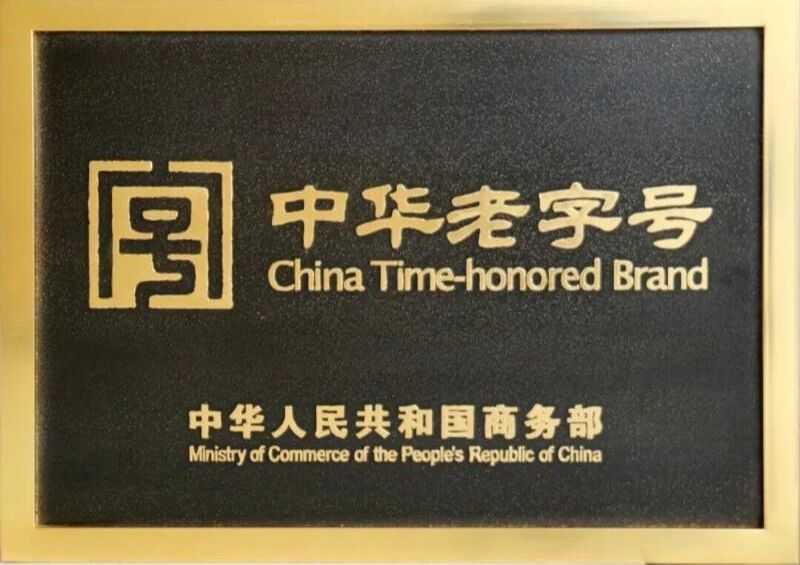 中华老字号
China Time-honored Brand
中华人民共和国商务部
Ministry of Commerce of the People's Republic of China